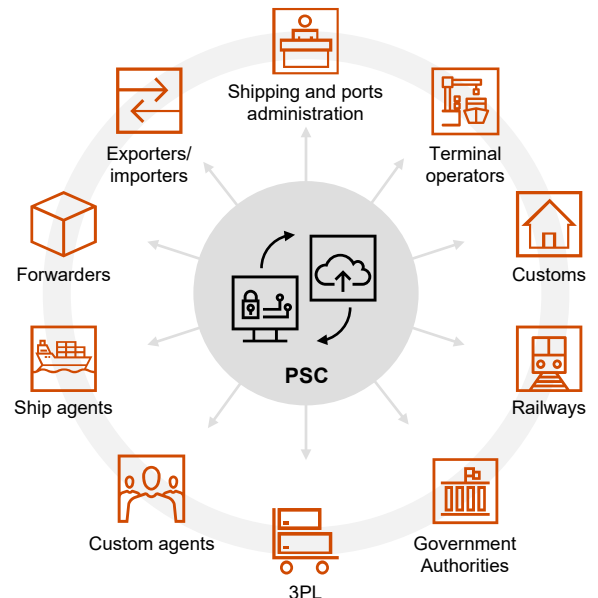 Shipping and ports
administration
Exporters/
importers
Terminal
operators
Forwarders
Customs
PSC
Ship agents
Railways
Custom agents
Government
Authorities
3PL